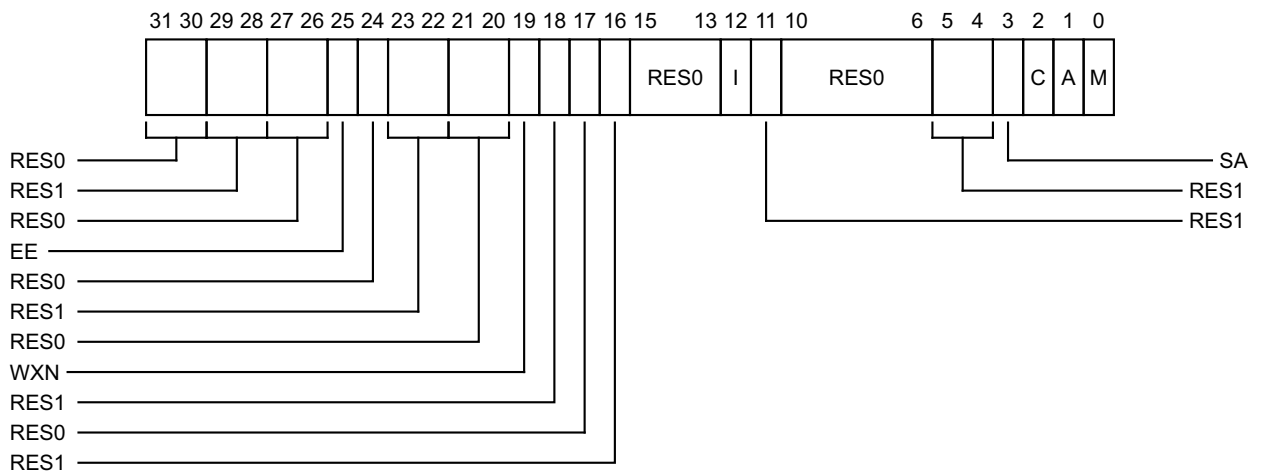 31 30 29 28 27 26 25 24 23 22 21 20 19 18 17 16 15 13 12 11 10 6 5 4 3 2 1 0
RES0 I RES0 C A M
RES0 SA
RES1 RES1
RES0 RES1
EE
RES0
RES1
RES0
WXN
RES1
RES0
RES1